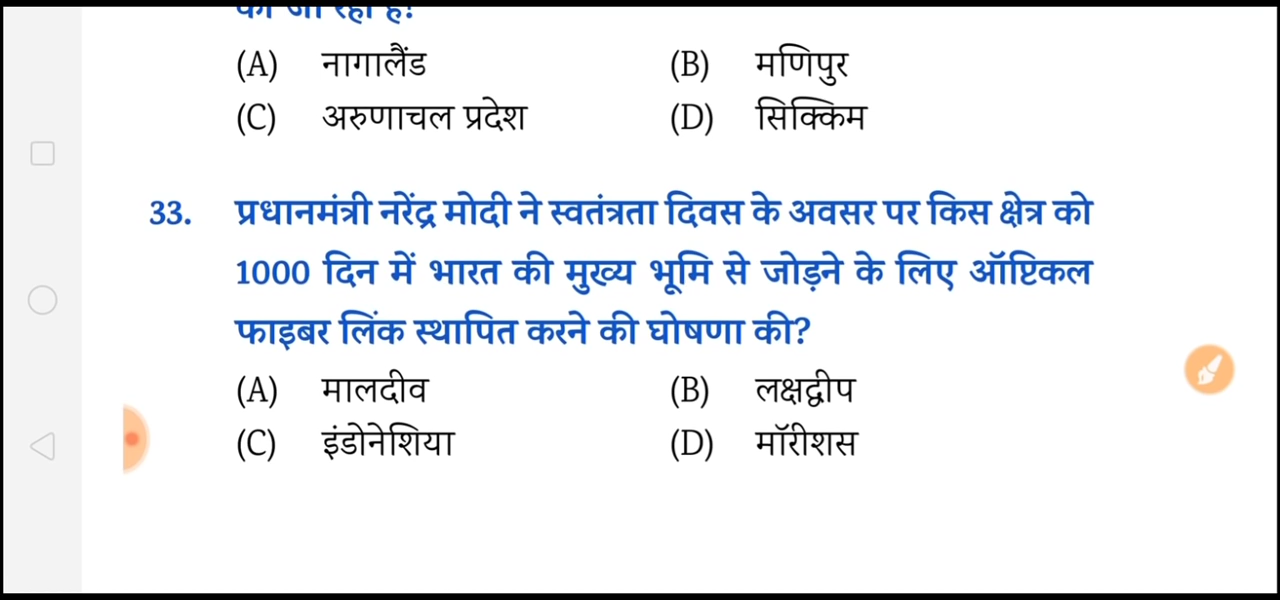 (A) नागालैंड (B) मणिपुर
(C) अरुणाचल प्रदेश (D) सिक्किम
33. प्रधानमंत्री नरेंद्र मोदी ने स्वतंत्रता दिवस के अवसर पर किस क्षेत्र को
1000 दिन में भारत की मुख्य भूमि से जोड़ने के लिए ऑप्टिकल
फाइबर लिंक स्थापित करने की घोषणा की?
(A) मालदीव (B) लक्षद्वीप
(C) इंडोनेशिया (D) मॉरीशस